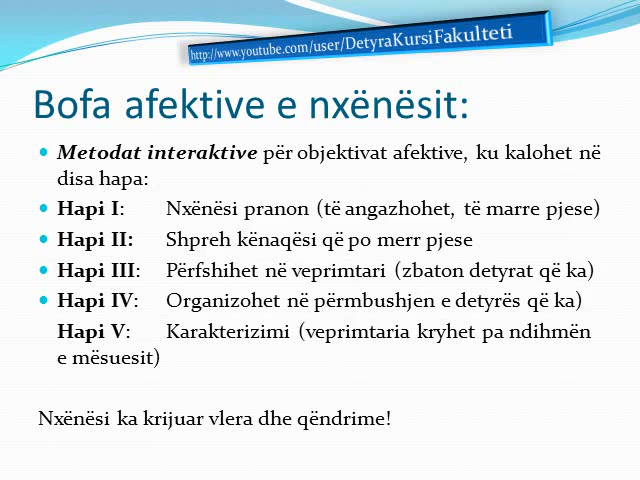 http://www.youtube.com/user/DetyraKursiFakulteti
Bofa afektive e nxënësit:
Metodat interaktive për objektivat afektive, ku kalohet në
disa hapa:
Hapi I: Nxënësi pranon (të angazhohet, të marre pjese)
Hapi II: Shpreh kënaqësi që po merr pjese
Hapi III: Përfshihet në veprimtari (zbaton detyrat që ka)
Hapi IV: Organizohet në përmbushjen e detyrës që ka)
Hapi V: Karakterizimi (veprimtaria kryhet pa ndihmën
e mësuesit)
Nxënësi ka krijuar vlera dhe qëndrime!